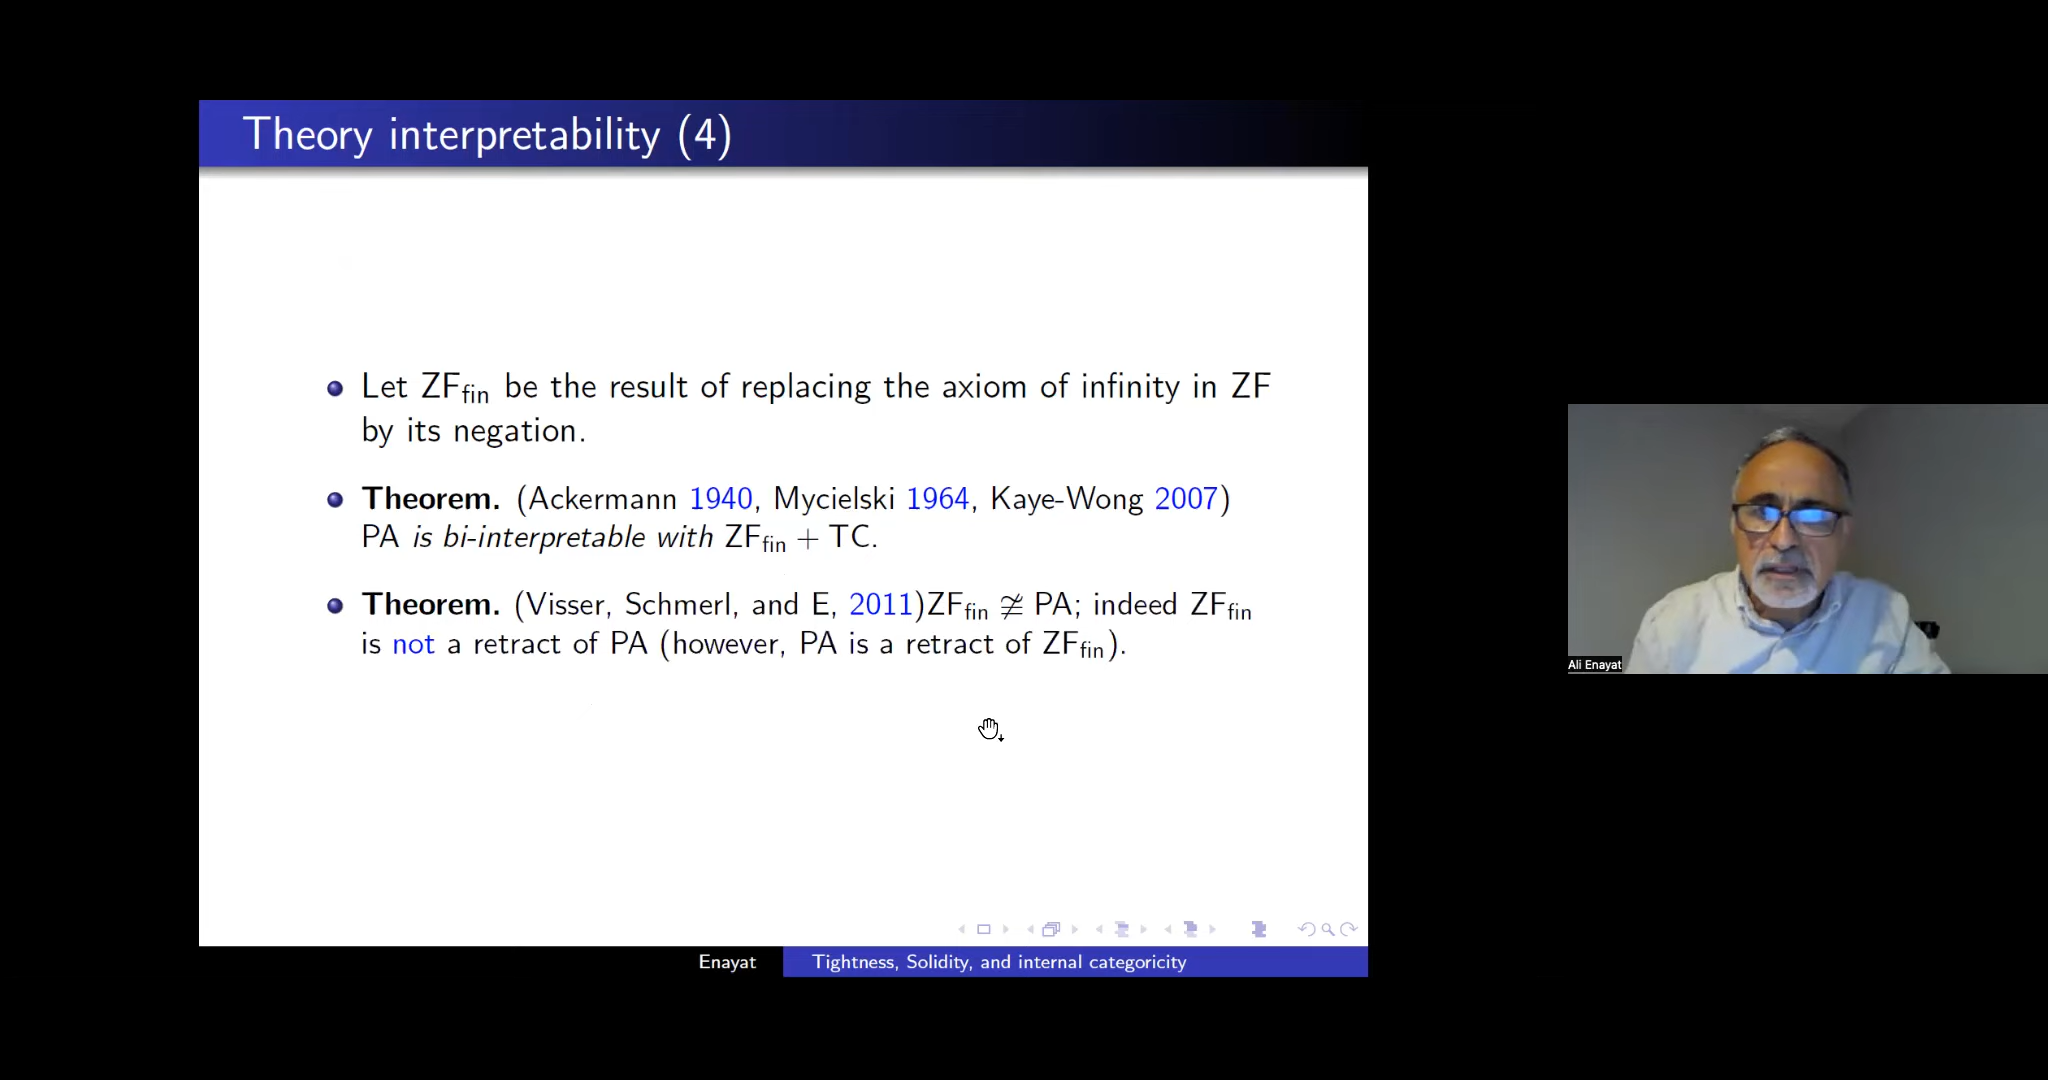 Theory interpretability (4)
Let ZF_fin be the result of replacing the axiom of infinity in ZF
by its negation.
Theorem. (Ackermann 1940, Mycielski 1964, Kaye-Wong 2007)
PA is bi-interpretable with ZF_fin + TC.
Theorem. (Visser, Schmerl, and E, 2011)ZF_fin ≇ PA; indeed ZF_fin
is not a retract of PA (however, PA is a retract of ZF_fin).
Ali Enayat
Enayat
Tightness, Solidity, and internal categoricity